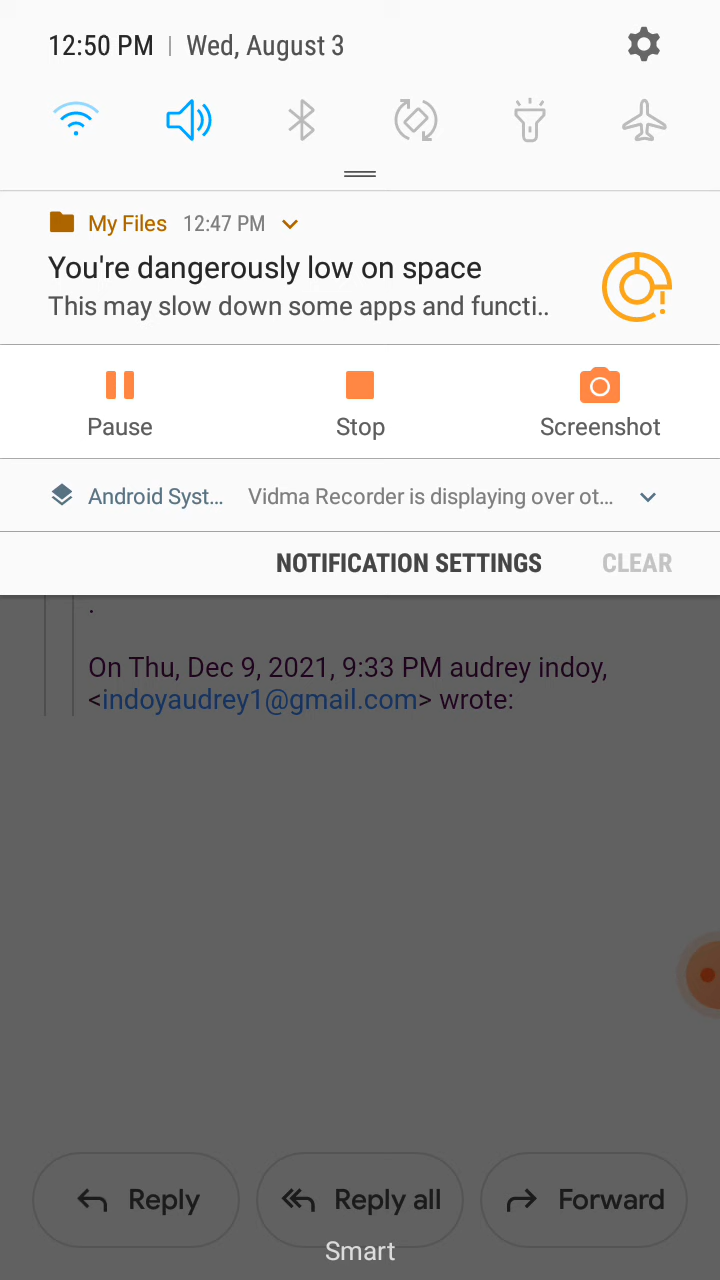 12:50 PM | Wed, August 3
My Files 12:47 PM
You're dangerously low on space
This may slow down some apps and functi..
Pause Stop Screenshot
Android Syst... Vidma Recorder is displaying over ot...
NOTIFICATION SETTINGS CLEAR
.
On Thu, Dec 9, 2021, 9:33 PM audrey indoy,
<indoyaudrey1@gmail.com> wrote:
Reply Reply all Forward
Smart